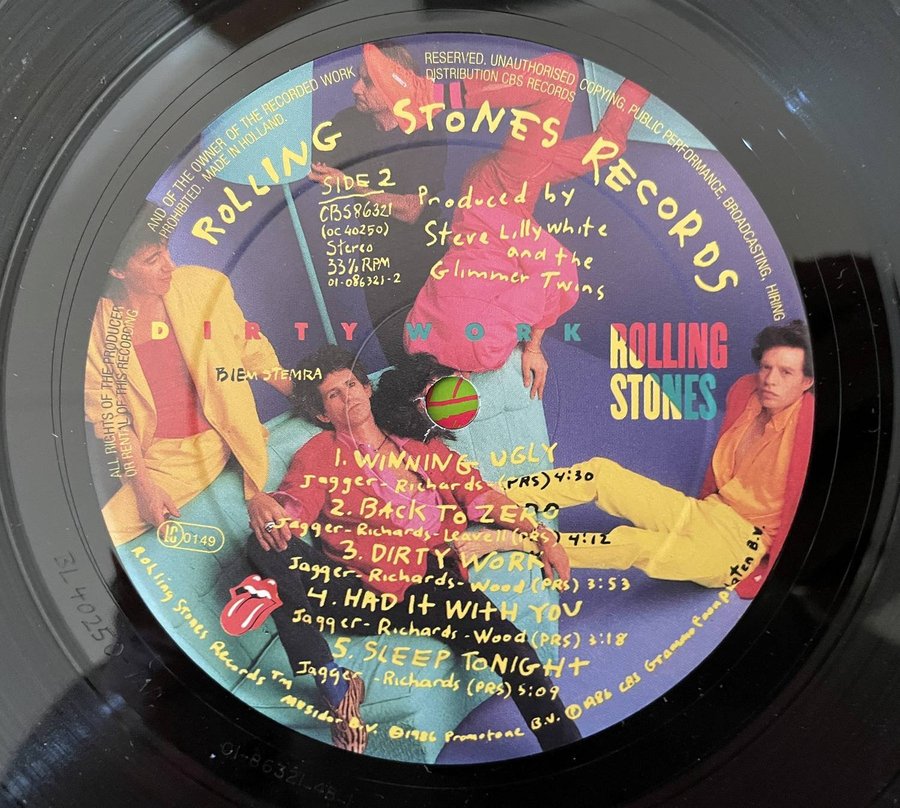 ALL RIGHTS OF THE PRODUCER AND OF THE OWNER OF THE RECORDED WORK RESERVED. UNAUTHORISED COPYING, PUBLIC PERFORMANCE, BROADCASTING, HIRING
OR RENTAL OF THIS RECORDING PROHIBITED. MADE IN HOLLAND. DISTRIBUTION CBS RECORDS
ROLLING STONES RECORDS
SIDE 2
CBS86321
(OC 40250)
Stereo
33⅓ RPM
01-086321-2
Produced by
Steve Lillywhite
and the
Glimmer Twins
DIRTY WORK
ROLLING
STONES
BIEM STEMRA
1. WINNING UGLY
Jagger-Richards-(PRS) 4:30
2. BACK TO ZERO
Jagger-Richards-Leavell (PRS) 4:12
3. DIRTY WORK
Jagger-Richards-Wood (PRS) 3:53
4. HAD IT WITH YOU
Jagger-Richards-Wood (PRS) 3:18
5. SLEEP TONIGHT
Jagger-Richards (PRS) 5:09
LC 0149
Rolling Stones Records TM Musidor B.V. ©1986 Promotone B.V. ℗1986 CBS Grammofoonplaten B.V.